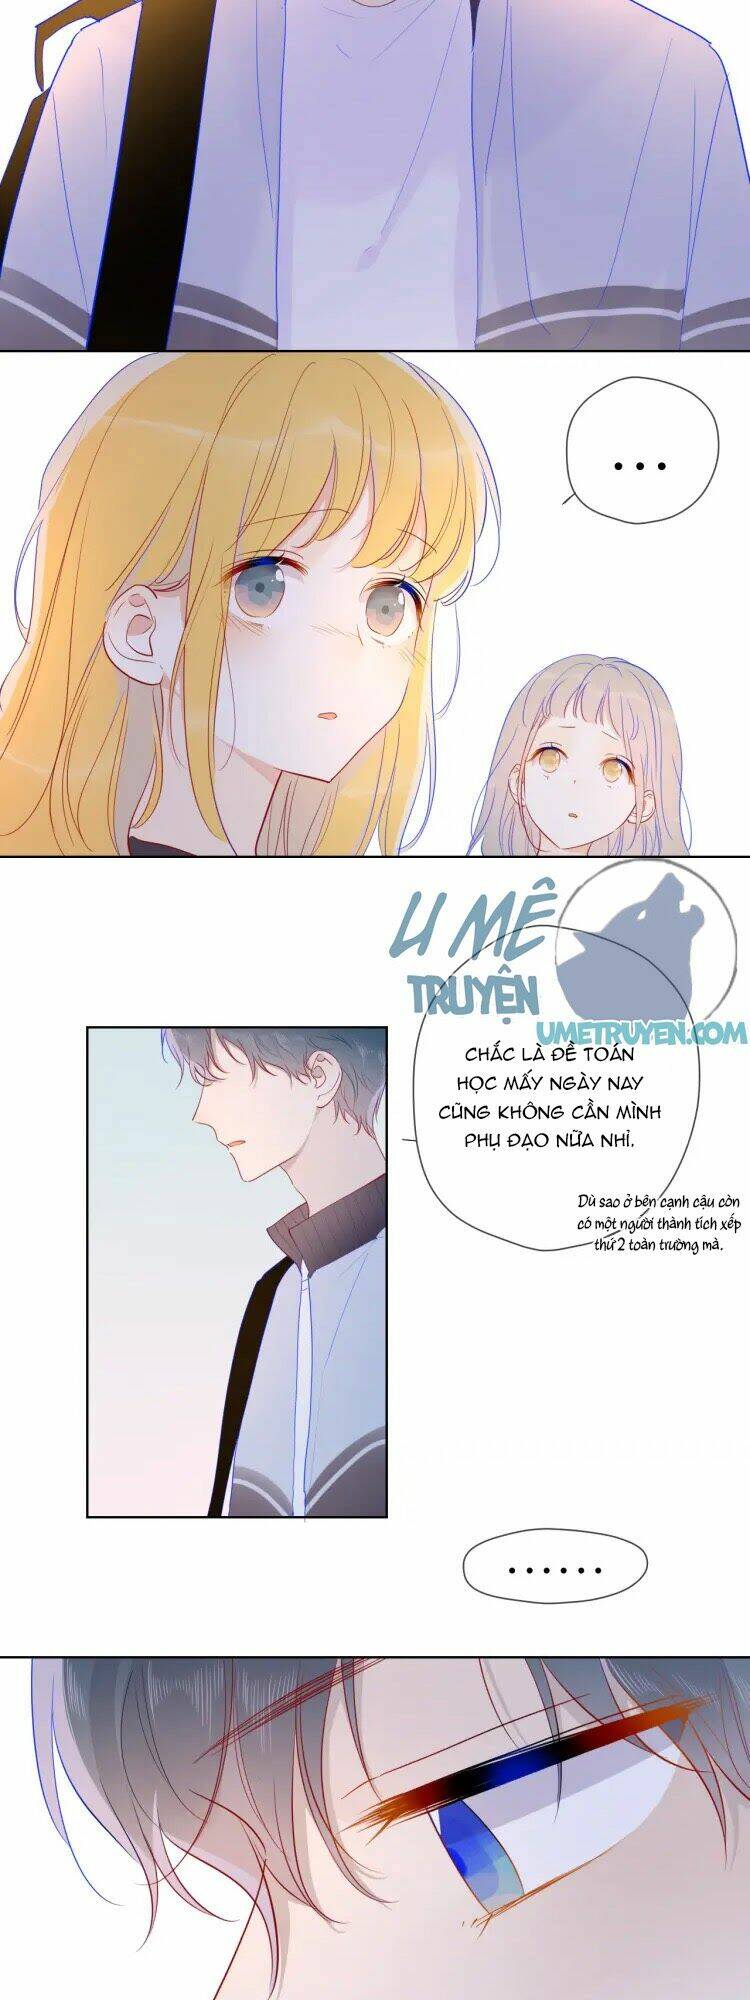 ...
U MÊ
TRUYỆN
UMETRUYEN.COM
CHẮC LÀ ĐỀ TOÁN
HỌC MẤY NGÀY NAY
CŨNG KHÔNG CẦN MÌNH
PHỤ ĐẠO NỮA NHỈ.
Dù sao ở bên cạnh cậu còn
có một người thành tích xếp
thứ 2 toàn trường mà.
......